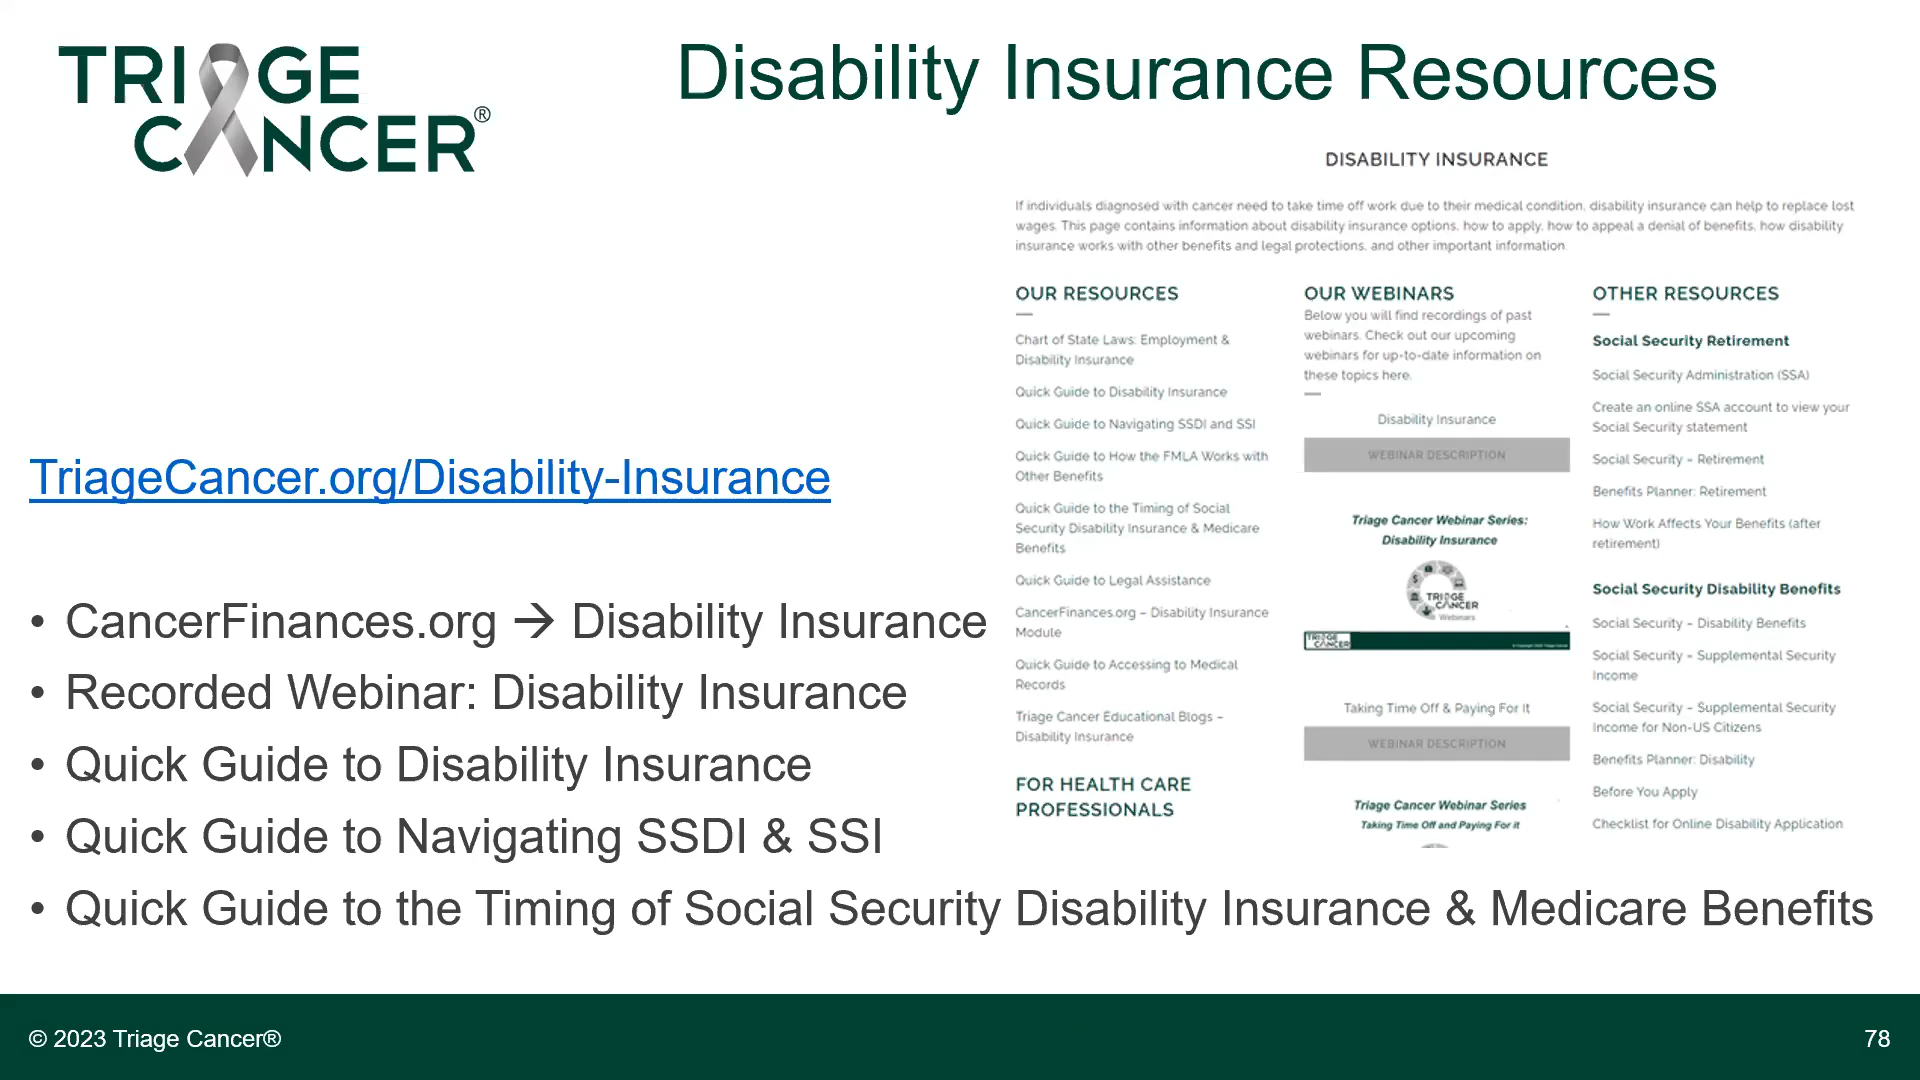 TRIAGE
CANCER®
Disability Insurance Resources
TriageCancer.org/Disability-Insurance
• CancerFinances.org → Disability Insurance
• Recorded Webinar: Disability Insurance
• Quick Guide to Disability Insurance
• Quick Guide to Navigating SSDI & SSI
• Quick Guide to the Timing of Social Security Disability Insurance & Medicare Benefits
DISABILITY INSURANCE
If individuals diagnosed with cancer need to take time off work due to their medical condition, disability insurance can help to replace lost
wages. This page contains information about disability insurance options, how to apply, how to appeal a denial of benefits, how disability
insurance works with other benefits and legal protections, and other important information.
OUR RESOURCES
Chart of State Laws: Employment &
Disability Insurance
Quick Guide to Disability Insurance
Quick Guide to Navigating SSDI and SSI
Quick Guide to How the FMLA Works with
Other Benefits
Quick Guide to the Timing of Social
Security Disability Insurance & Medicare
Benefits
Quick Guide to Legal Assistance
CancerFinances.org – Disability Insurance
Module
Quick Guide to Accessing to Medical
Records
Triage Cancer Educational Blogs –
Disability Insurance
FOR HEALTH CARE
PROFESSIONALS
OUR WEBINARS
Below you will find recordings of past
webinars. Check out our upcoming
webinars for up-to-date information on
these topics here.
Disability Insurance
WEBINAR DESCRIPTION
Triage Cancer Webinar Series:
Disability Insurance
TRIAGE
CANCER
Webinars
TRIAGE
CANCER
Taking Time Off & Paying For It
WEBINAR DESCRIPTION
Triage Cancer Webinar Series
Taking Time Off and Paying For it
OTHER RESOURCES
Social Security Retirement
Social Security Administration (SSA)
Create an online SSA account to view your
Social Security statement
Social Security – Retirement
Benefits Planner: Retirement
How Work Affects Your Benefits (after
retirement)
Social Security Disability Benefits
Social Security – Disability Benefits
Social Security – Supplemental Security
Income
Social Security – Supplemental Security
Income for Non-US Citizens
Benefits Planner: Disability
Before You Apply
Checklist for Online Disability Application
© 2023 Triage Cancer®
78